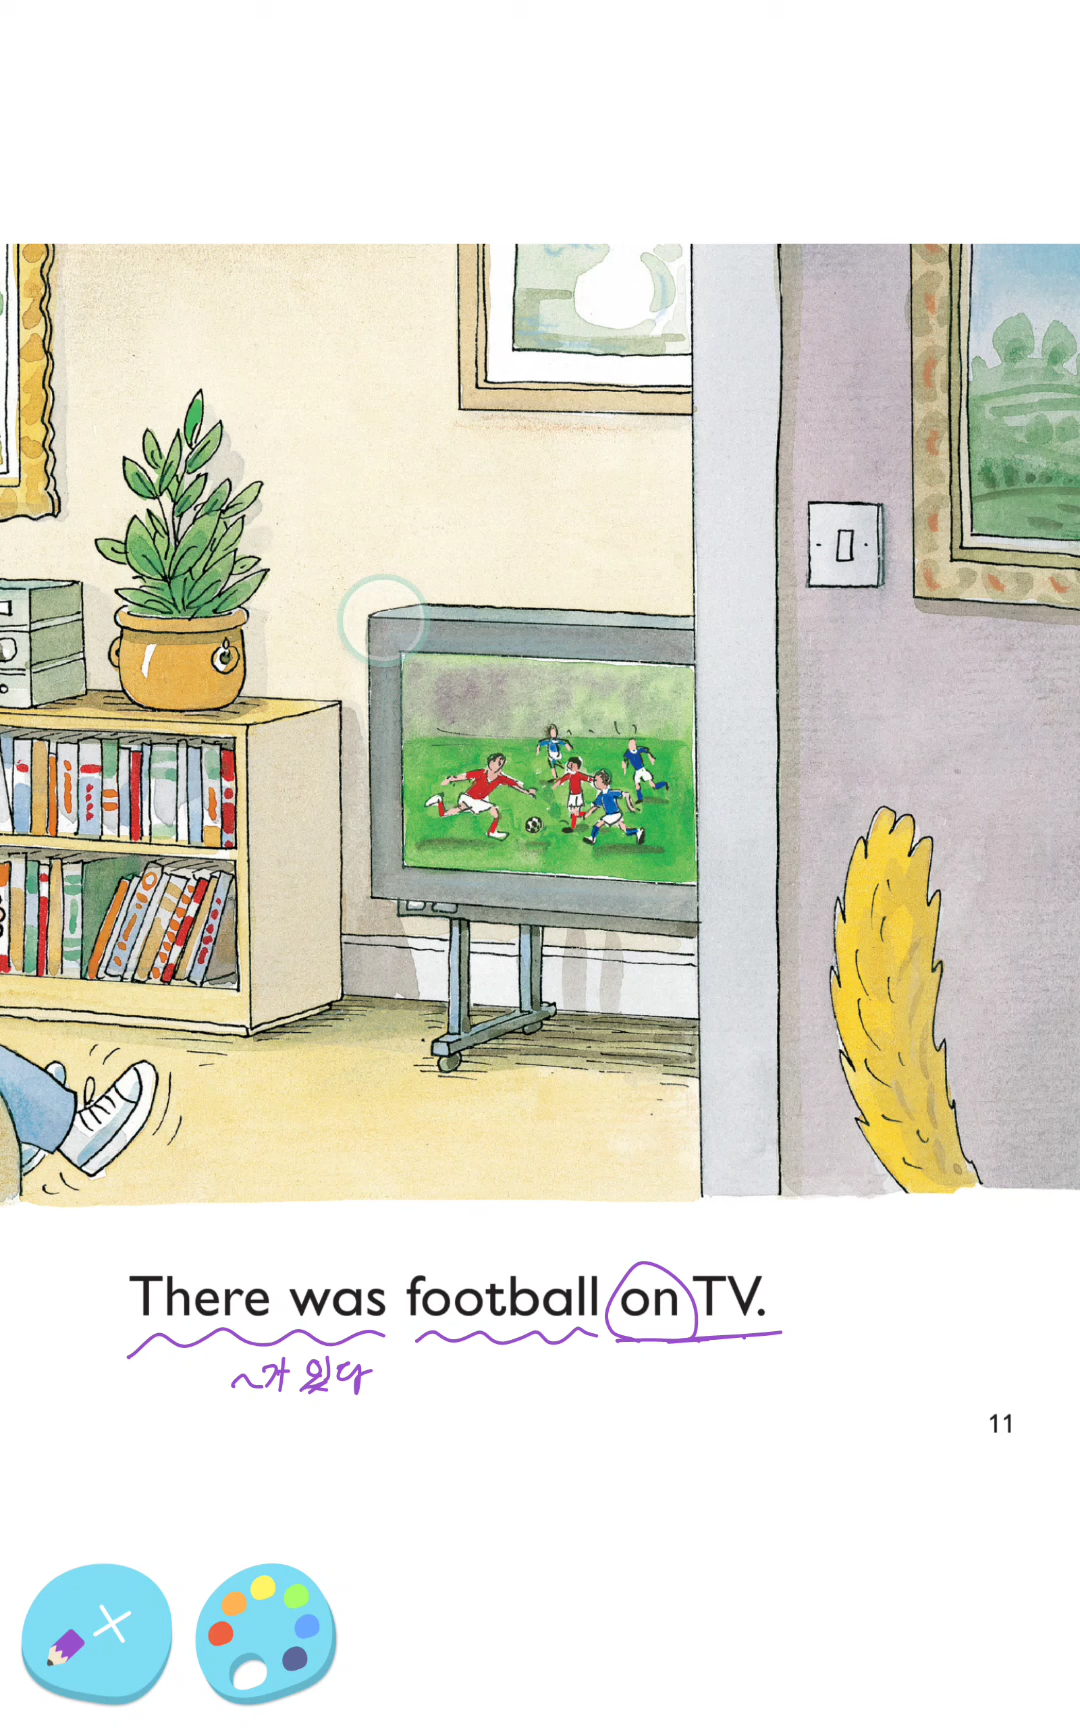 There was football on TV.
~가 있다
11